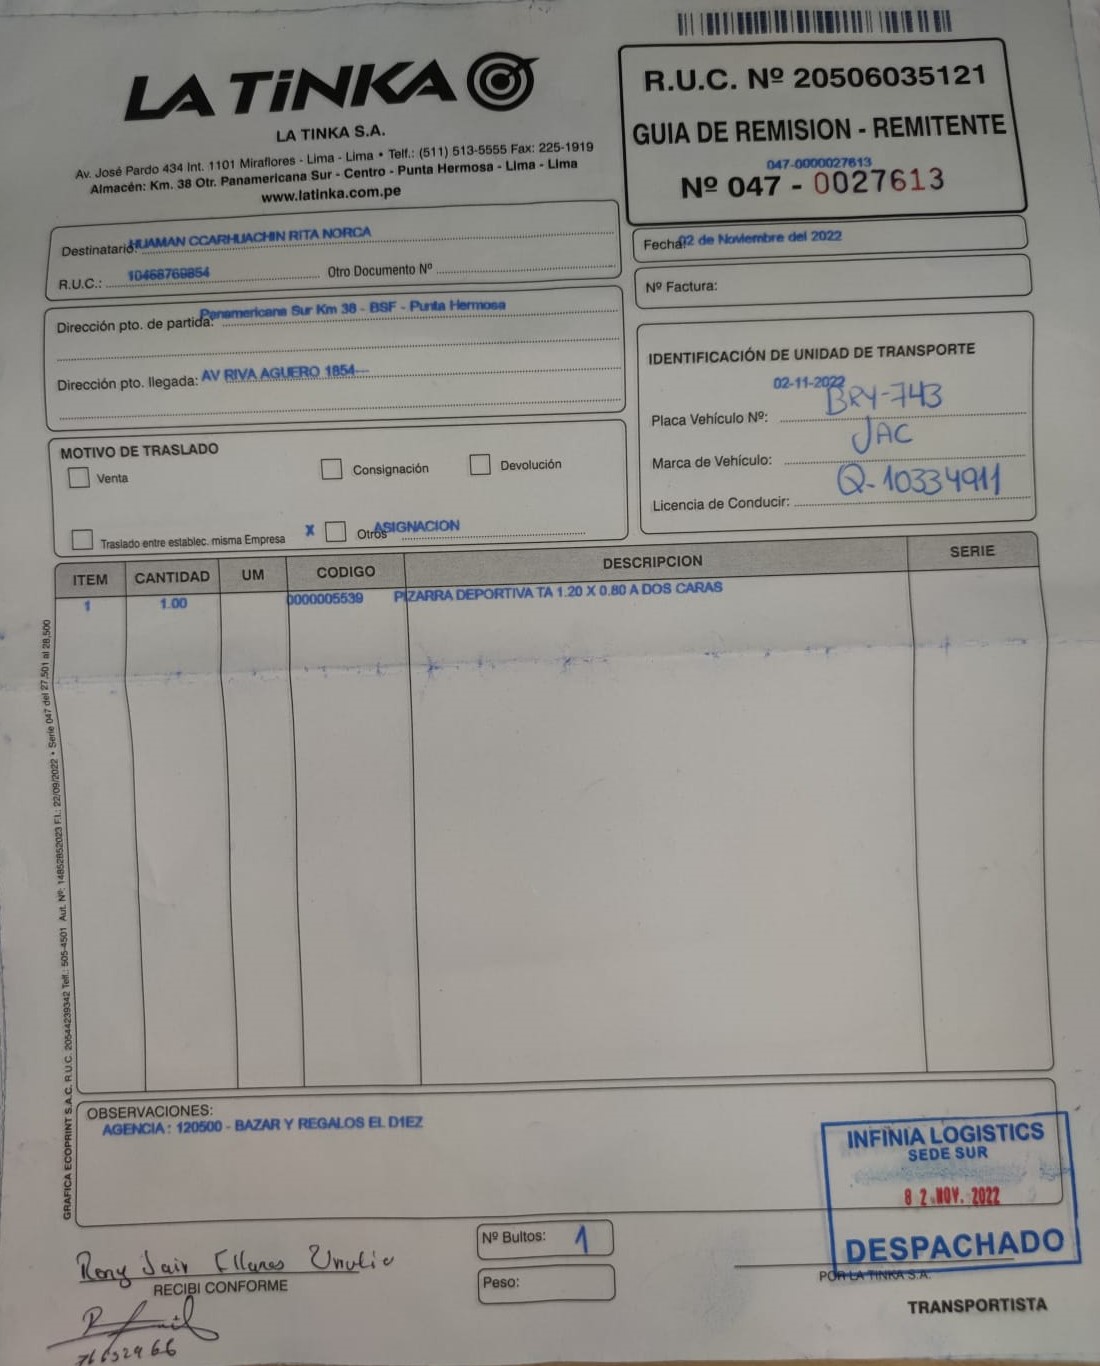 LA TiNKA
LA TINKA S.A.
Av. José Pardo 434 Int. 1101 Miraflores - Lima - Lima • Telf.: (511) 513-5555 Fax: 225-1919
Almacén: Km. 38 Otr. Panamericana Sur - Centro - Punta Hermosa - Lima - Lima
www.latinka.com.pe
R.U.C. Nº 20506035121
GUIA DE REMISION - REMITENTE
047-0000027613
Nº 047 - 0027613
Destinatario: HUAMAN CCARHUACHIN RITA NORCA
R.U.C.: 10468769854 Otro Documento Nº
Fecha: 02 de Noviembre del 2022
Nº Factura:
Dirección pto. de partida: Panamericana Sur Km 38 - BSF - Punta Hermosa
Dirección pto. llegada: AV RIVA AGUERO 1854---
IDENTIFICACIÓN DE UNIDAD DE TRANSPORTE
02-11-2022
Placa Vehículo Nº: BRY-743
Marca de Vehículo: JAC
Licencia de Conducir: Q-10334911
MOTIVO DE TRASLADO
Venta Consignación Devolución
Traslado entre establec. misma Empresa X Otros ASIGNACION
ITEM CANTIDAD UM CODIGO DESCRIPCION SERIE
1 1.00 0000005539 PIZARRA DEPORTIVA TA 1.20 X 0.80 A DOS CARAS
GRAFICA ECOPRINT S.A.C. R.U.C. 20544239342 Telf.: 505-4501 Aut. Nº: 14852852023 F.I.: 22/09/2022 • Serie 047 del 27,501 al 28,500
OBSERVACIONES:
AGENCIA : 120500 - BAZAR Y REGALOS EL D1EZ
INFINIA LOGISTICS
SEDE SUR
0 2 NOV. 2022
DESPACHADO
Nº Bultos: 1
Peso:
Rony Jair
RECIBI CONFORME
POR LA TINKA S.A.
TRANSPORTISTA